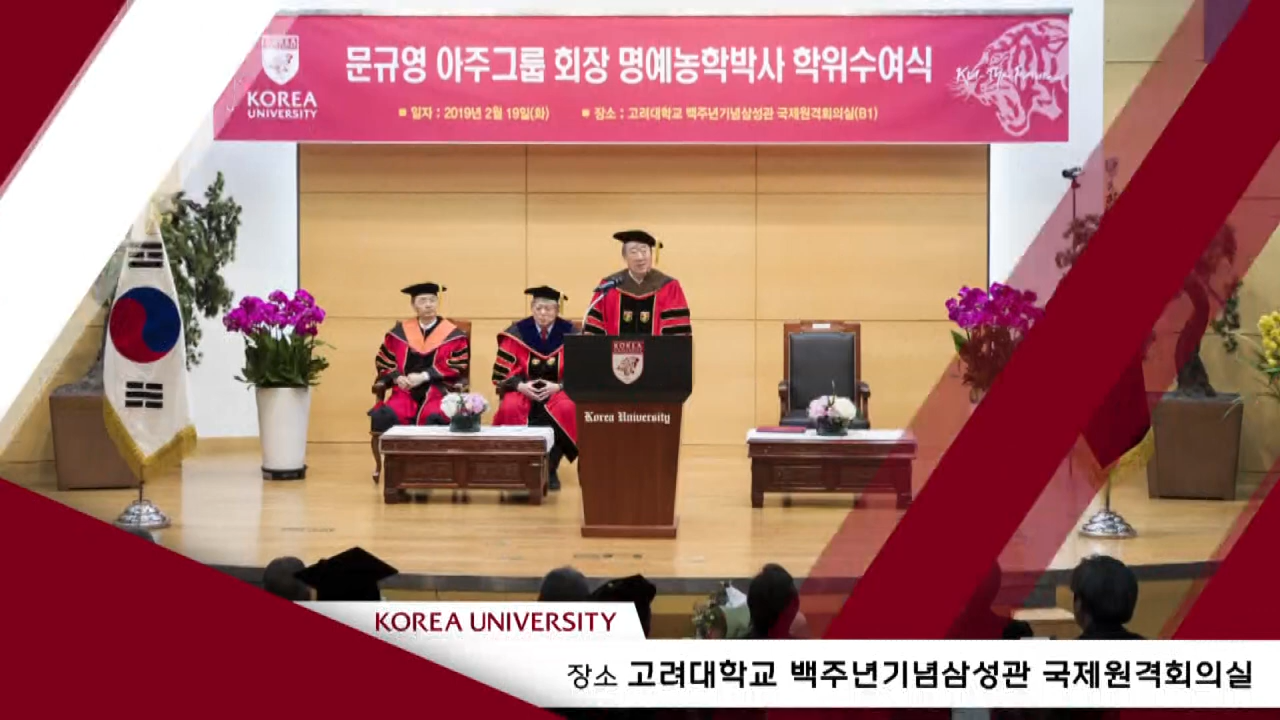 문규영 아주그룹 회장 명예농학박사 학위수여식
KOREA
UNIVERSITY
■ 일자 : 2019년 2월 19일(화) ■ 장소 : 고려대학교 백주년기념삼성관 국제원격회의실(B1)
KOREA
Korea University
KOREA UNIVERSITY
장소 고려대학교 백주년기념삼성관 국제원격회의실